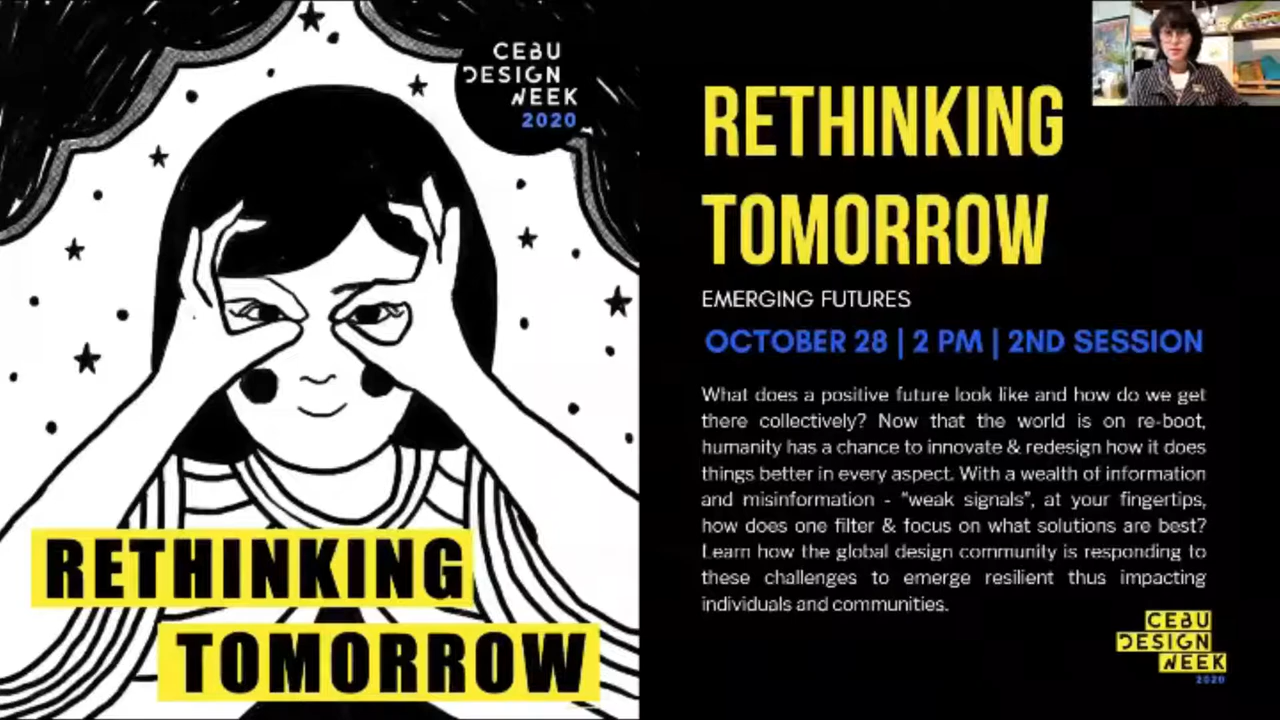 CEBU
DESIGN
WEEK
2020
RETHINKING
TOMORROW
RETHINKING
TOMORROW
EMERGING FUTURES
OCTOBER 28 | 2 PM | 2ND SESSION
What does a positive future look like and how do we get
there collectively? Now that the world is on re-boot,
humanity has a chance to innovate & redesign how it does
things better in every aspect. With a wealth of information
and misinformation - “weak signals”, at your fingertips,
how does one filter & focus on what solutions are best?
Learn how the global design community is responding to
these challenges to emerge resilient thus impacting
individuals and communities.
CEBU
DESIGN
WEEK
2020